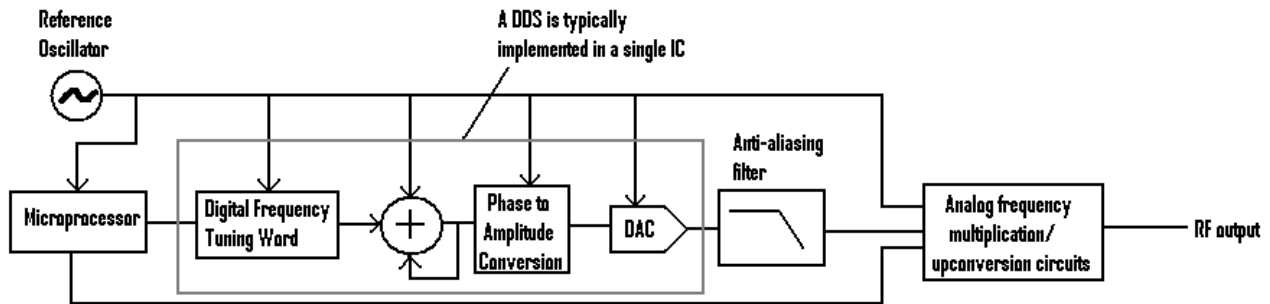 Reference
Oscillator
A DDS is typically
implemented in a single IC
Anti-aliasing
filter
Microprocessor
Digital Frequency
Tuning Word
Phase to
Amplitude
Conversion
DAC
Analog frequency
multiplication/
upconversion circuits
RF output